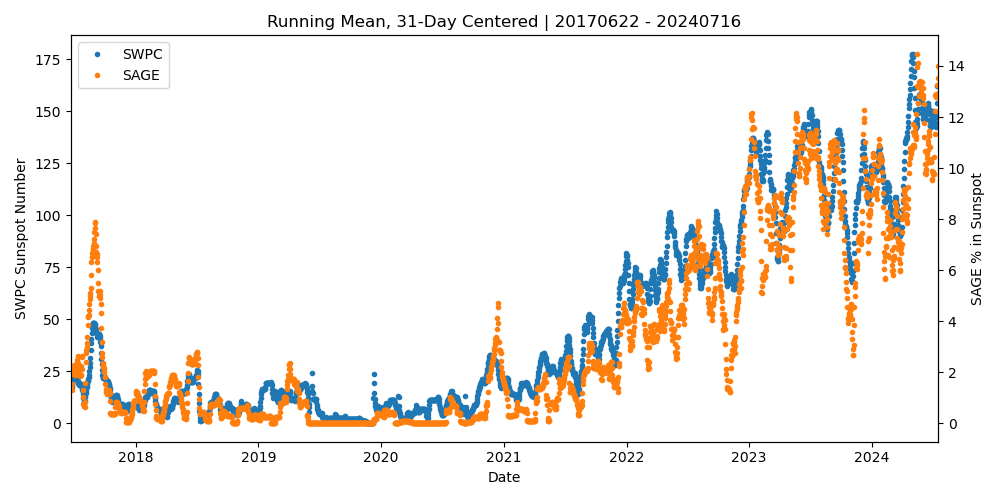 Running Mean, 31-Day Centered | 20170622 - 20240716
SWPC
SAGE
SWPC Sunspot Number
175
150
125
100
75
50
25
0
14
12
10
8
6
4
2
0
SAGE % in Sunspot
2018 2019 2020 2021 2022 2023 2024
Date